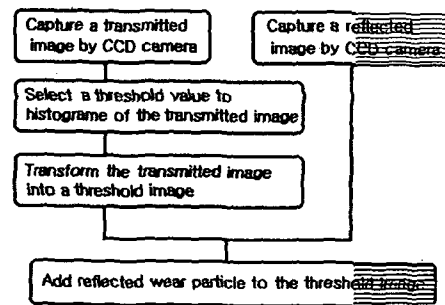 Capture a transmitted
image by CCD camera
Capture a reflected
image by CCD camera
Select a threshold value to
histograme of the transmitted image
Transform the transmitted image
into a threshold image
Add reflected wear particle to the threshold image